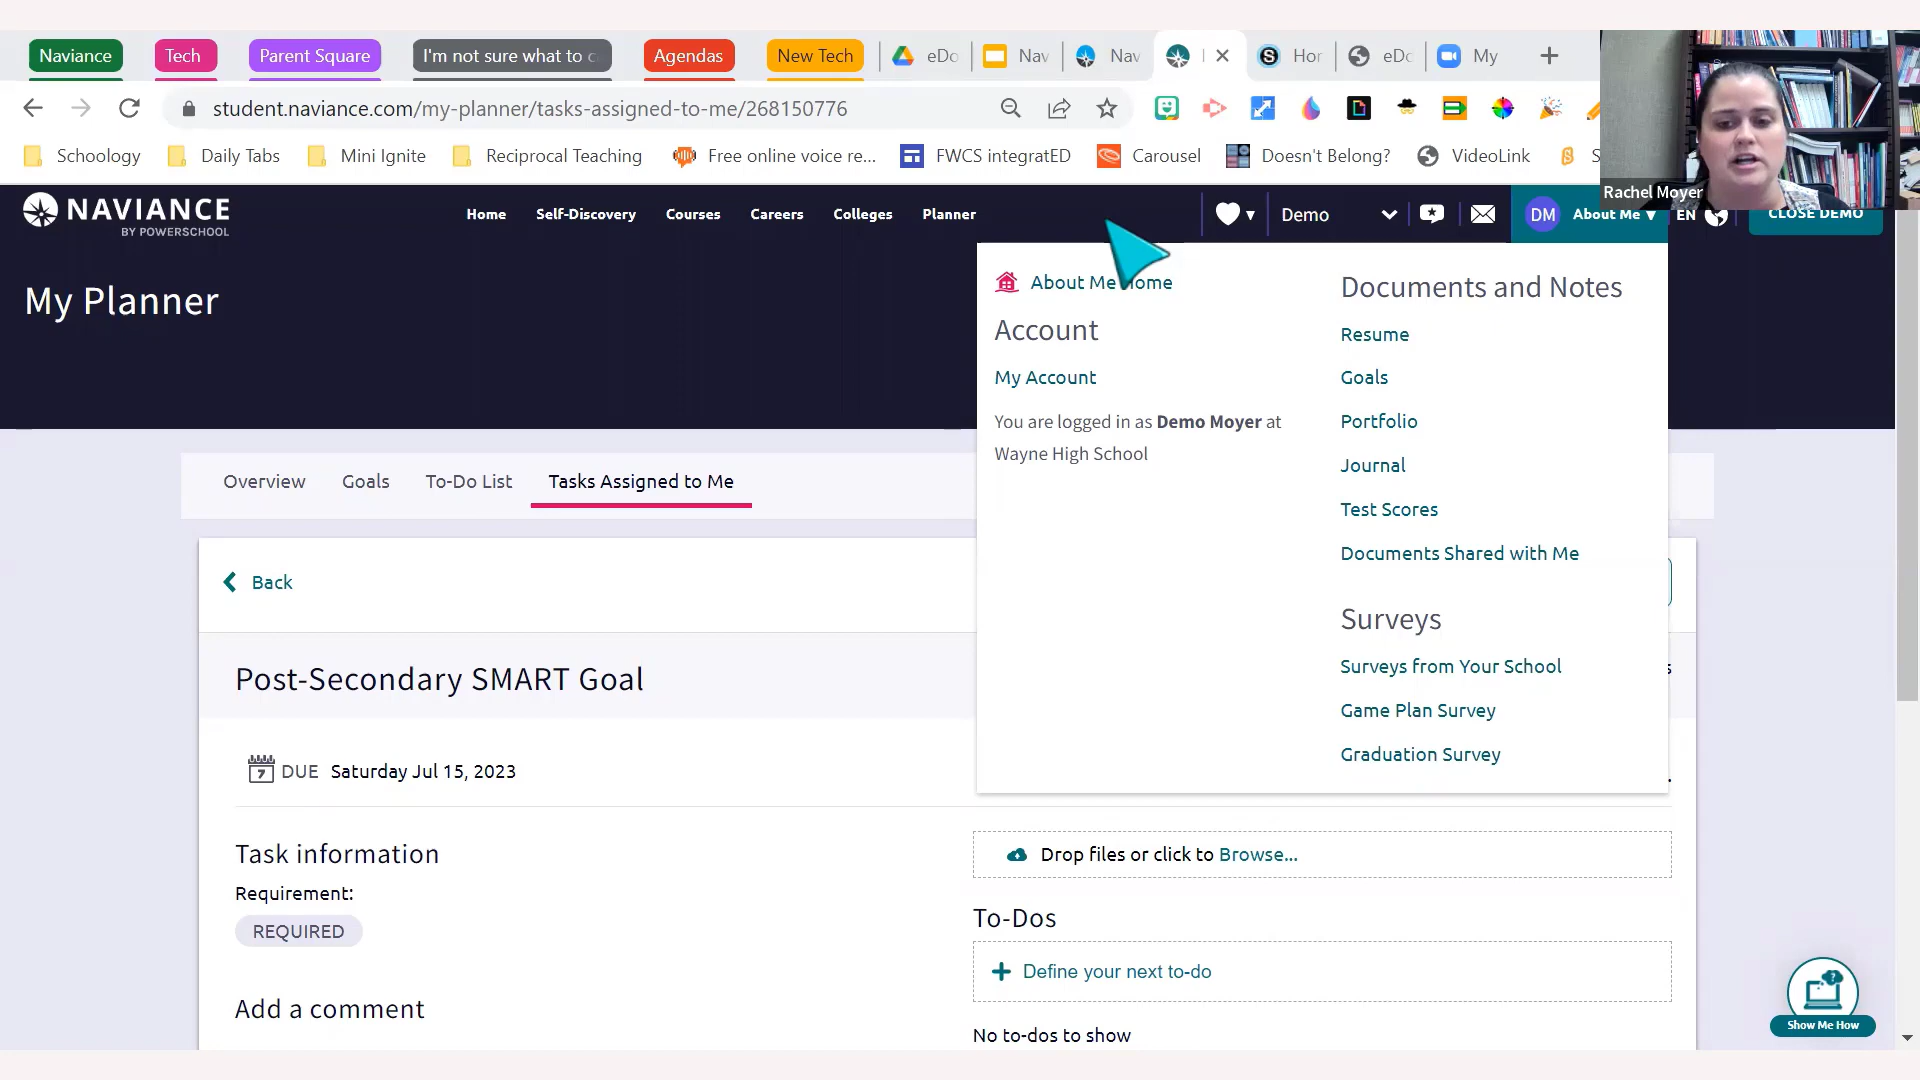 Naviance
Tech
Parent Square
I'm not sure what to c
Agendas
New Tech
eDo
Nav
Nav
Hor
eDc
My
student.naviance.com/my-planner/tasks-assigned-to-me/268150776
Schoology
Daily Tabs
Mini Ignite
Reciprocal Teaching
Free online voice re...
FWCS integratED
Carousel
Doesn't Belong?
VideoLink
S
Rachel Moyer
NAVIANCE
BY POWERSCHOOL
Home
Self-Discovery
Courses
Careers
Colleges
Planner
Demo
DM
About Me
EN
CLOSE DEMO
My Planner
About Me Home
Account
My Account
You are logged in as Demo Moyer at
Wayne High School
Documents and Notes
Resume
Goals
Portfolio
Journal
Test Scores
Documents Shared with Me
Surveys
Surveys from Your School
Game Plan Survey
Graduation Survey
Overview
Goals
To-Do List
Tasks Assigned to Me
Back
Post-Secondary SMART Goal
7
DUE Saturday Jul 15, 2023
Task information
Requirement:
REQUIRED
Add a comment
Drop files or click to Browse...
To-Dos
Define your next to-do
No to-dos to show
Show Me How